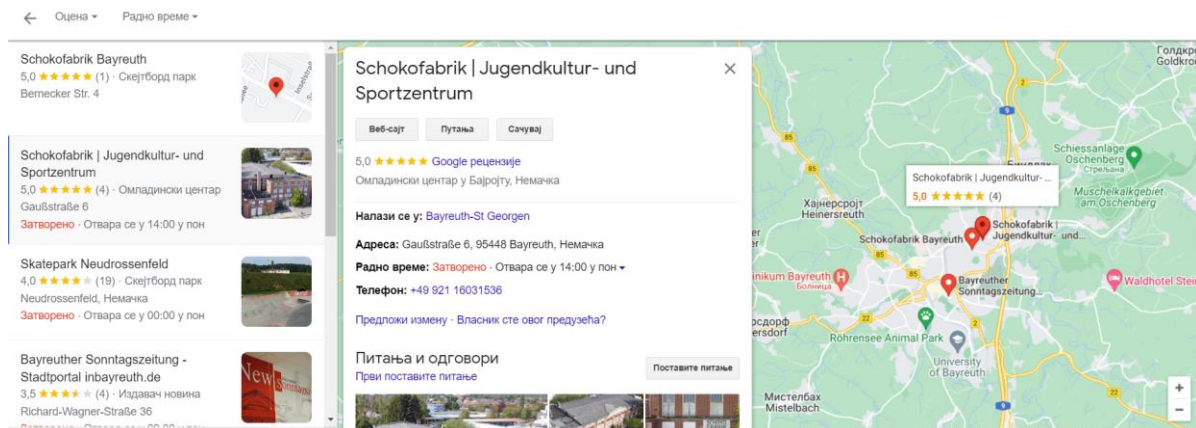 Оцена
Радно време
Schokofabrik Bayreuth
5,0 ★★★★★ (1) · Скејтборд парк
Bernecker Str. 4
Schokofabrik | Jugendkultur- und
Sportzentrum
5,0 ★★★★★ (4) · Омладински центар
Gaußstraße 6
Затворено · Отвара се у 14:00 у пон
Skatepark Neudrossenfeld
4,0 ★★★★★ (19) · Скејтборд парк
Neudrossenfeld, Немачка
Затворено · Отвара се у 00:00 у пон
Bayreuther Sonntagszeitung -
Stadtportal inbayreuth.de
3,5 ★★★★★ (4) · Издавач новина
Richard-Wagner-Straße 36
Schokofabrik | Jugendkultur- und
Sportzentrum
Веб-сајт
Путања
Сачувај
5,0 ★★★★★ Google рецензије
Омладински центар у Бајројту, Немачка
Налази се у: Bayreuth-St Georgen
Адреса: Gaußstraße 6, 95448 Bayreuth, Немачка
Радно време: Затворено · Отвара се у 14:00 у пон
Телефон: +49 921 16031536
Предложи измену · Власник сте овог предузећа?
Питања и одговори
Први поставите питање
Поставите питање
2
9
85
Schiessanlage
Oschenberg
Стрељана
Schokofabrik | Jugendkultur- ...
5,0 ★★★★★ (4)
Muschelkalkgebiet
am Oschenberg
Хајнерсројт
Heinersreuth
Schokofabrik Bayreuth
Schokofabrik |
Jugendkultur- und...
85
85
Bayreuth
Болница
Bayreuther
Sonntagszeitung...
Waldhotel
22
2
Röhrensee Animal Park
University
of Bayreuth
Мистелбах
Mistelbach
22
9
+
−